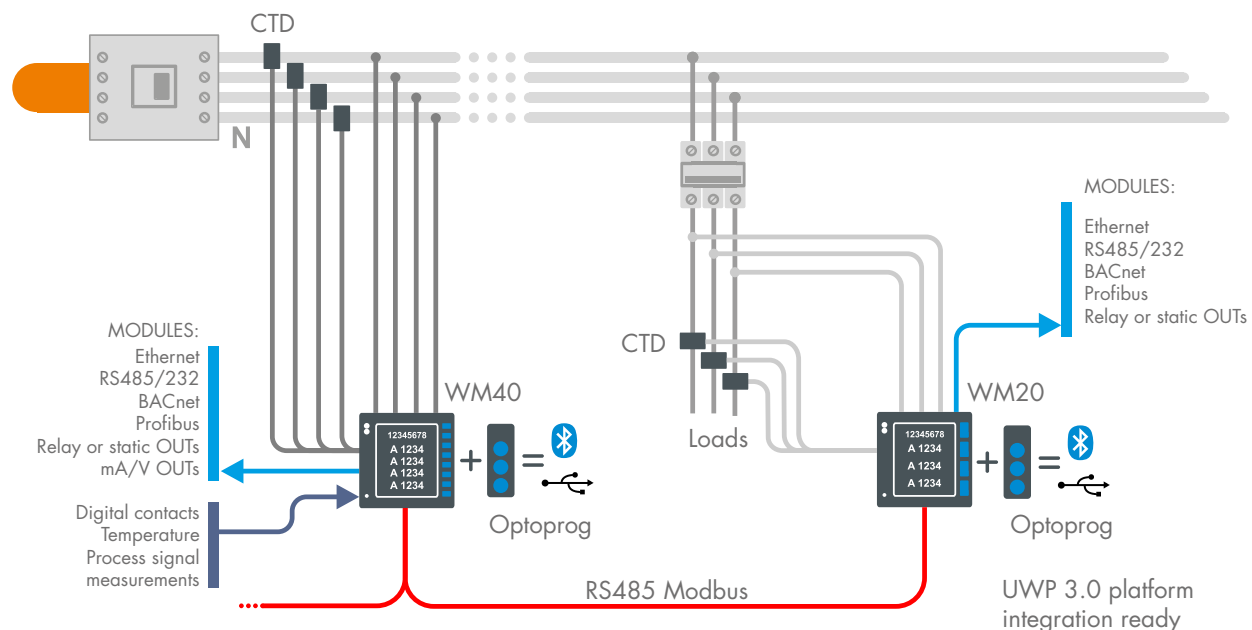 CTD
N
MODULES:
Ethernet
RS485/232
BACnet
Profibus
Relay or static OUTs
CTD
MODULES:
Ethernet
RS485/232
BACnet
Profibus
Relay or static OUTs
mA/V OUTs
WM40
12345678
A 1234
A 1234
A 1234
A 1234
+
=
Optoprog
Loads
WM20
12345678
A 1234
A 1234
A 1234
+
=
Optoprog
Digital contacts
Temperature
Process signal
measurements
RS485 Modbus
UWP 3.0 platform
integration ready